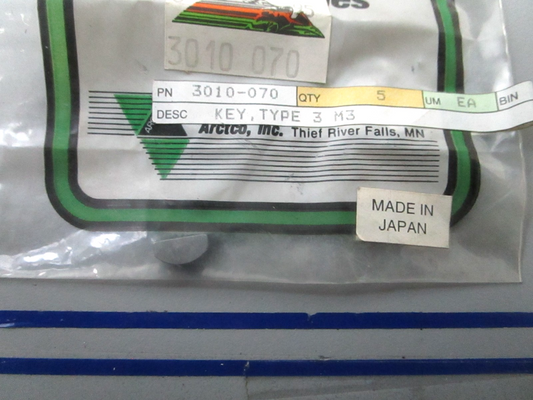 3010 070
PN 3010-070 QTY 5 UM EA BIN
DESC KEY, TYPE 3 M3
Arctco, Inc. Thief River Falls, MN
MADE IN
JAPAN